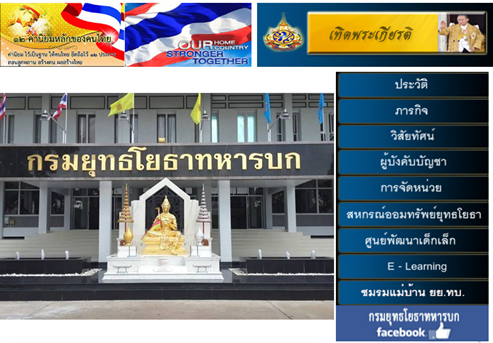 ๑๒ ค่านิยมหลักของคนไทย
OUR HOME
COUNTRY
STRONGER
TOGETHER
เทิดพระเกียรติ
กรมยุทธโยธาทหารบก
ประวัติ
ภารกิจ
วิสัยทัศน์
ผู้บังคับบัญชา
การจัดหน่วย
สหกรณ์ออมทรัพย์ยุทธโยธา
ศูนย์พัฒนาเด็กเล็ก
E - Learning
ชมรมแม่บ้าน ยย.ทบ.
กรมยุทธโยธาทหารบก
facebook